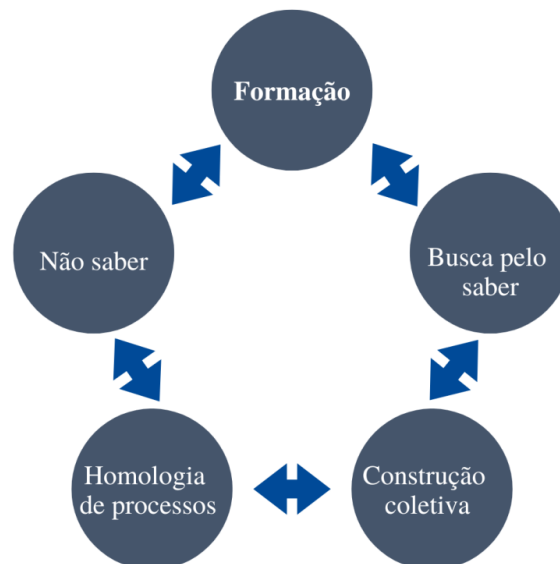 Formação
Não saber
Busca pelo
saber
Homologia
de processos
Construção
coletiva